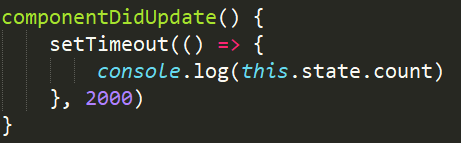 componentDidUpdate() {
    setTimeout(() => {
        console.log(this.state.count)
    }, 2000)
}